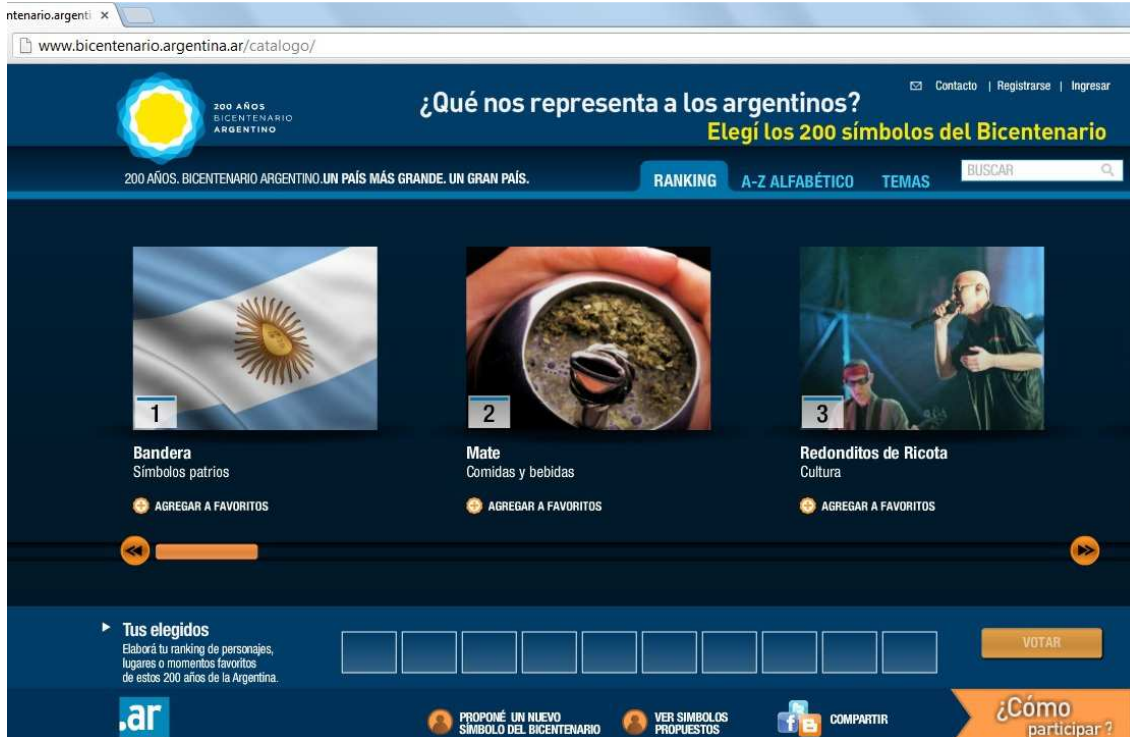 ntenario.argenti x
www.bicentenario.argentina.ar/catalogo/
Contacto | Registrarse | Ingresar
200 AÑOS
BICENTENARIO
ARGENTINO
¿Qué nos representa a los argentinos?
Elegí los 200 símbolos del Bicentenario
200 AÑOS. BICENTENARIO ARGENTINO.UN PAÍS MÁS GRANDE. UN GRAN PAÍS.
RANKING A-Z ALFABÉTICO TEMAS BUSCAR
1 2 3
Bandera
Símbolos patrios
AGREGAR A FAVORITOS
Mate
Comidas y bebidas
AGREGAR A FAVORITOS
Redonditos de Ricota
Cultura
AGREGAR A FAVORITOS
Tus elegidos
Elaborá tu ranking de personajes,
lugares o momentos favoritos
de estos 200 años de la Argentina.
VOTAR
.ar
PROPONÉ UN NUEVO
SÍMBOLO DEL BICENTENARIO
VER SIMBOLOS
PROPUESTOS
COMPARTIR
¿Cómo
participar?